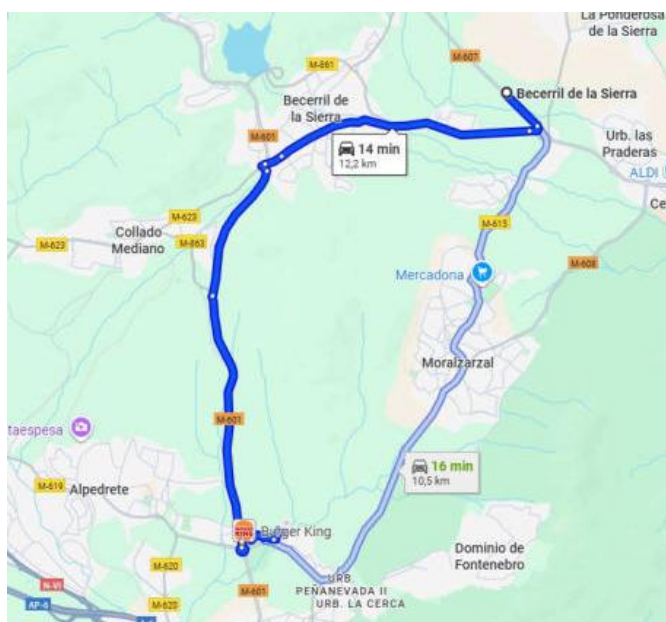 La Ponderosa
de la Sierra
M-607
M-861
Becerril de la Sierra
Becerril de
la Sierra
M-601
14 min
12,2 km
Urb. las
Praderas
ALDI
Ce
M-623
Collado
Mediano
M-623
M-863
M-615
Mercadona
M-608
Moralzarzal
M-601
taespesa
16 min
10,5 km
M-619
Alpedrete
BURGER
KING
Burger King
Dominio de
Fontenebro
M-620
URB.
PEÑANEVADA II
URB. LA CERCA
N-VI
M-601
M-620
AP-6